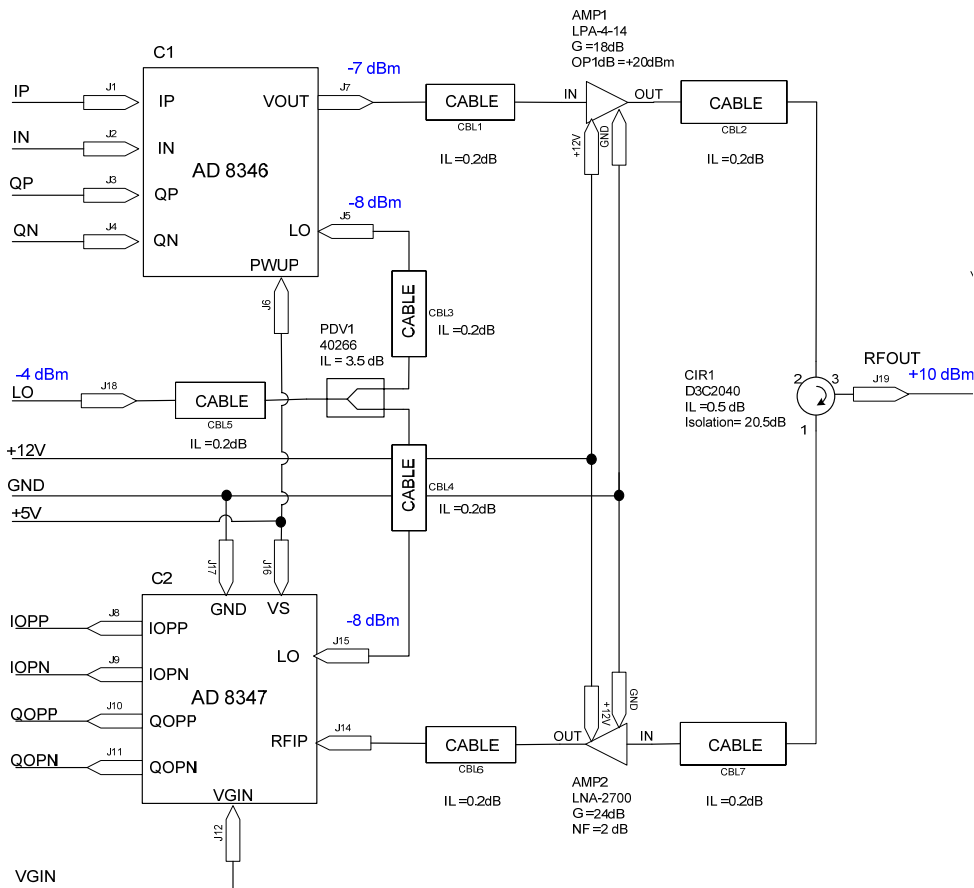 AMP1
LPA-4-14
G =18dB
OP1dB =+20dBm
C1
-7 dBm
IP
J1
IP
VOUT
J7
CABLE
CBL1
IL =0.2dB
IN
OUT
+12V
GND
CABLE
CBL2
IL =0.2dB
IN
J2
IN
AD 8346
QP
J3
QP
QN
J4
QN
-8 dBm
LO
J5
PWUP
J6
CABLE
CBL3
IL =0.2dB
PDV1
40266
IL = 3.5 dB
-4 dBm
LO
J18
CABLE
CBL5
IL =0.2dB
CIR1
D3C2040
IL =0.5 dB
Isolation= 20.5dB
2
3
1
RFOUT
J19
+10 dBm
+12V
GND
+5V
CABLE
CBL4
IL =0.2dB
J17
J16
C2
GND
VS
IOPP
J8
IOPP
-8 dBm
LO
J15
IOPN
J9
IOPN
AD 8347
QOPP
J10
QOPP
RFIP
J14
CABLE
CBL6
IL =0.2dB
OUT
IN
+12V
GND
CABLE
CBL7
IL =0.2dB
QOPN
J11
QOPN
VGIN
J12
AMP2
LNA-2700
G=24dB
NF=2 dB
VGIN